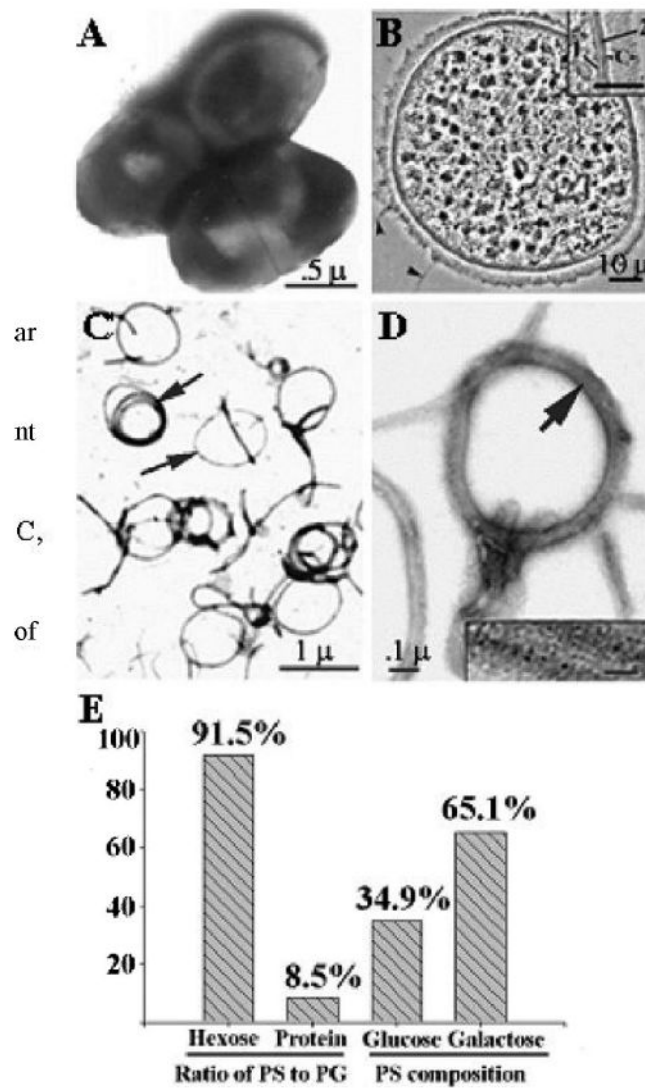 A
B
2
.5 μ
10 μ
ar
C
D
nt
C,
of
1 μ
.1 μ
E
100
91.5%
80
65.1%
60
40
34.9%
20
8.5%
Hexose Protein Glucose Galactose
Ratio of PS to PG PS composition